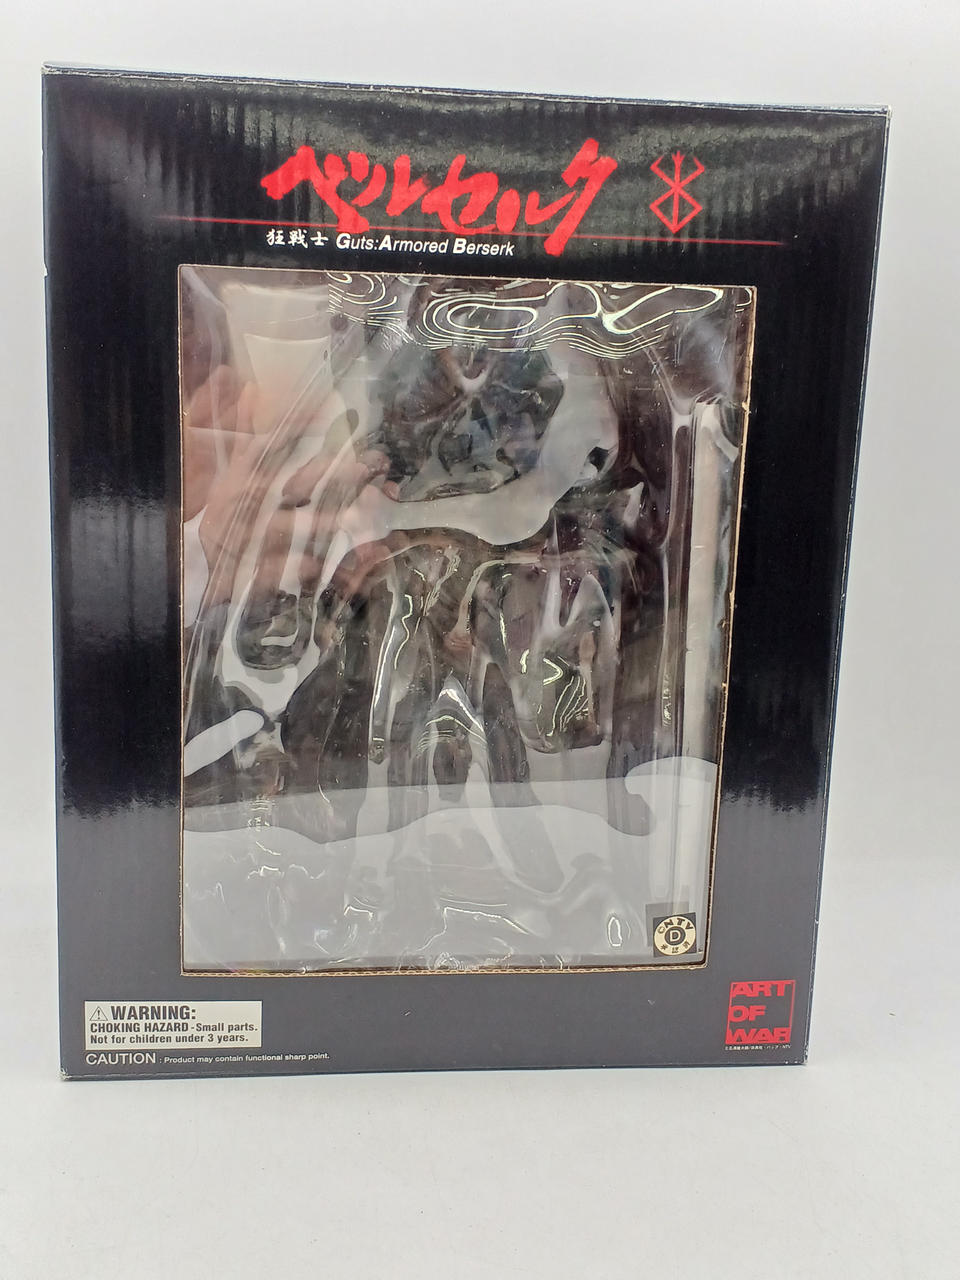 ベルセルク
狂戦士 Guts:Armored Berserk
NTV
D
WARNING:
CHOKING HAZARD - Small parts.
Not for children under 3 years.
CAUTION : Product may contain functional sharp point.
ART
OF
WAR